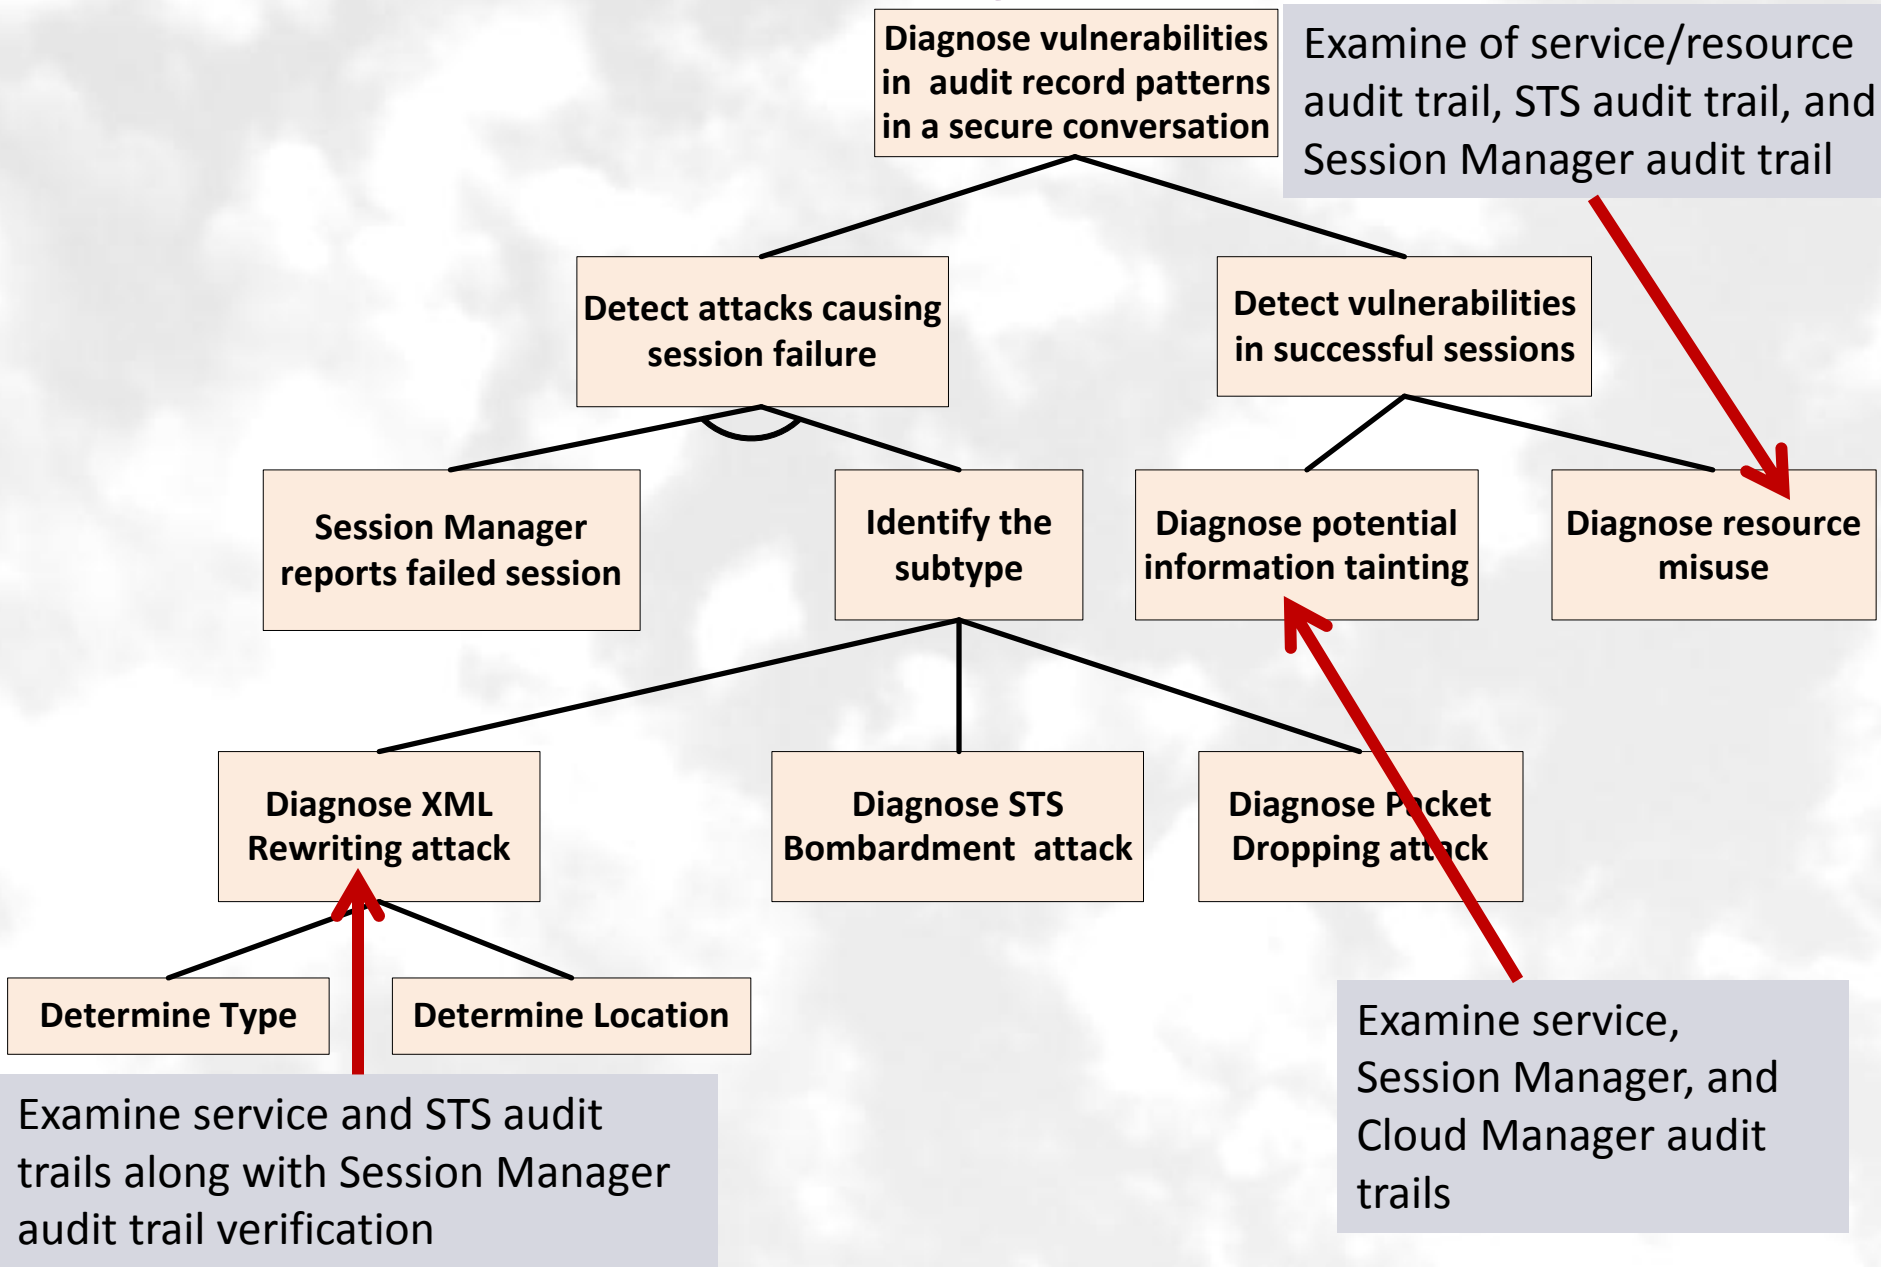 Diagnose vulnerabilities
in audit record patterns
in a secure conversation
Examine of service/resource
audit trail, STS audit trail, and
Session Manager audit trail
Detect attacks causing
session failure
Detect vulnerabilities
in successful sessions
Session Manager
reports failed session
Identify the
subtype
Diagnose potential
information tainting
Diagnose resource
misuse
Diagnose XML
Rewriting attack
Diagnose STS
Bombardment attack
Diagnose Packet
Dropping attack
Determine Type
Determine Location
Examine service and STS audit
trails along with Session Manager
audit trail verification
Examine service,
Session Manager, and
Cloud Manager audit
trails